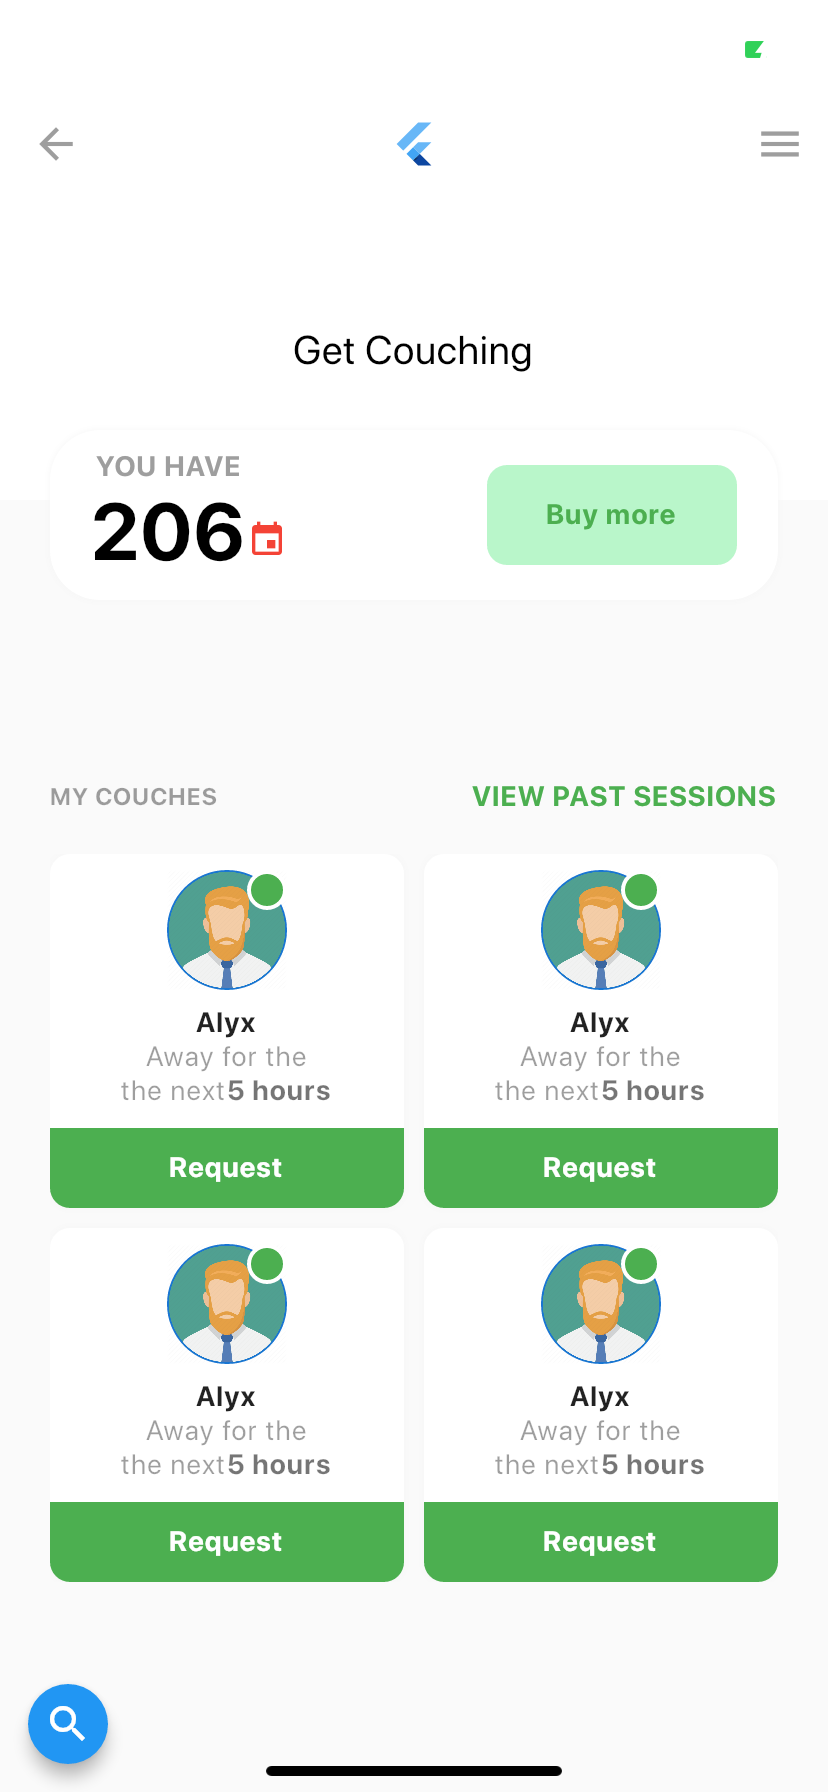 Get Couching
YOU HAVE
206
Buy more
MY COUCHES
VIEW PAST SESSIONS
Alyx
Away for the
the next 5 hours
Request
Alyx
Away for the
the next 5 hours
Request
Alyx
Away for the
the next 5 hours
Request
Alyx
Away for the
the next 5 hours
Request